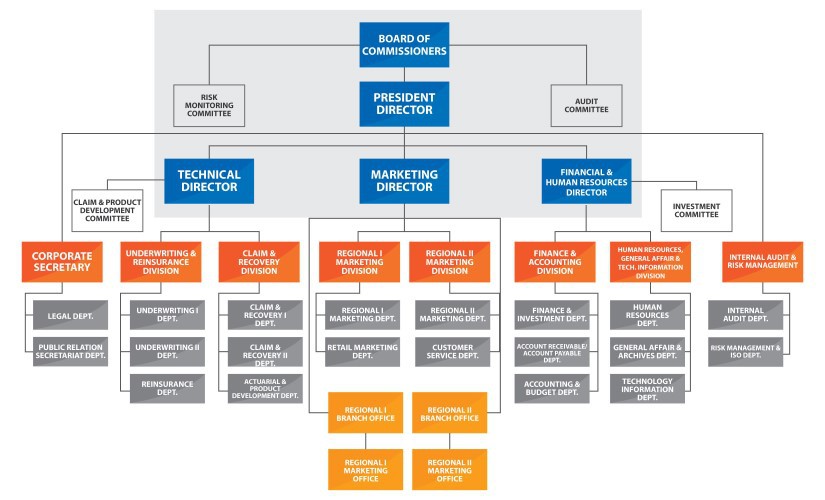 BOARD OF
COMMISSIONERS
RISK
MONITORING
COMMITTEE
PRESIDENT
DIRECTOR
AUDIT
COMMITTEE
TECHNICAL
DIRECTOR
MARKETING
DIRECTOR
FINANCIAL &
HUMAN RESOURCES
DIRECTOR
CLAIM & PRODUCT
DEVELOPMENT
COMMITTEE
INVESTMENT
COMMITTEE
CORPORATE
SECRETARY
UNDERWRITING &
REINSURANCE
DIVISION
CLAIM &
RECOVERY
DIVISION
REGIONAL I
MARKETING
DIVISION
REGIONAL II
MARKETING
DIVISION
FINANCE &
ACCOUNTING
DIVISION
HUMAN RESOURCES,
GENERAL AFFAIR &
TECH. INFORMATION
DIVISION
INTERNAL AUDIT &
RISK MANAGEMENT
LEGAL DEPT.
UNDERWRITING I
DEPT.
CLAIM &
RECOVERY I
DEPT.
REGIONAL I
MARKETING DEPT.
REGIONAL II
MARKETING DEPT.
FINANCE &
INVESTMENT DEPT.
HUMAN
RESOURCES
DEPT.
INTERNAL
AUDIT DEPT.
PUBLIC RELATION
SECRETARIAT DEPT.
UNDERWRITING II
DEPT.
CLAIM &
RECOVERY II
DEPT.
RETAIL MARKETING
DEPT.
CUSTOMER
SERVICE DEPT.
ACCOUNT RECEIVABLE/
ACCOUNT PAYABLE
DEPT.
GENERAL AFFAIR &
ARCHIVES DEPT.
RISK MANAGEMENT &
ISO DEPT.
REINSURANCE
DEPT.
ACTUARIAL &
PRODUCT
DEVELOPMENT DEPT.
ACCOUNTING &
BUDGET DEPT.
TECHNOLOGY
INFORMATION
DEPT.
REGIONAL I
BRANCH OFFICE
REGIONAL II
BRANCH OFFICE
REGIONAL I
MARKETING
OFFICE
REGIONAL II
MARKETING
OFFICE